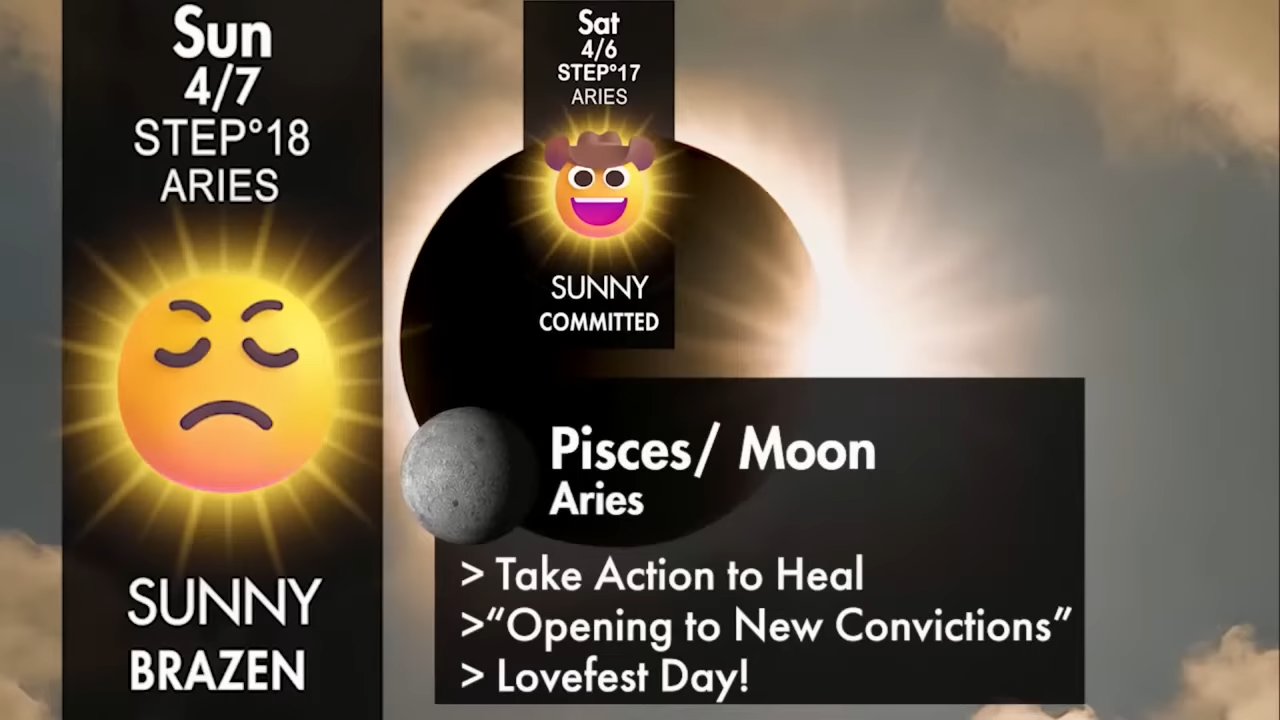 Sun
4/7
STEP°18
ARIES
SUNNY
BRAZEN
Sat
4/6
STEP°17
ARIES
SUNNY
COMMITTED
Pisces/ Moon
Aries
> Take Action to Heal
>“Opening to New Convictions”
> Lovefest Day!